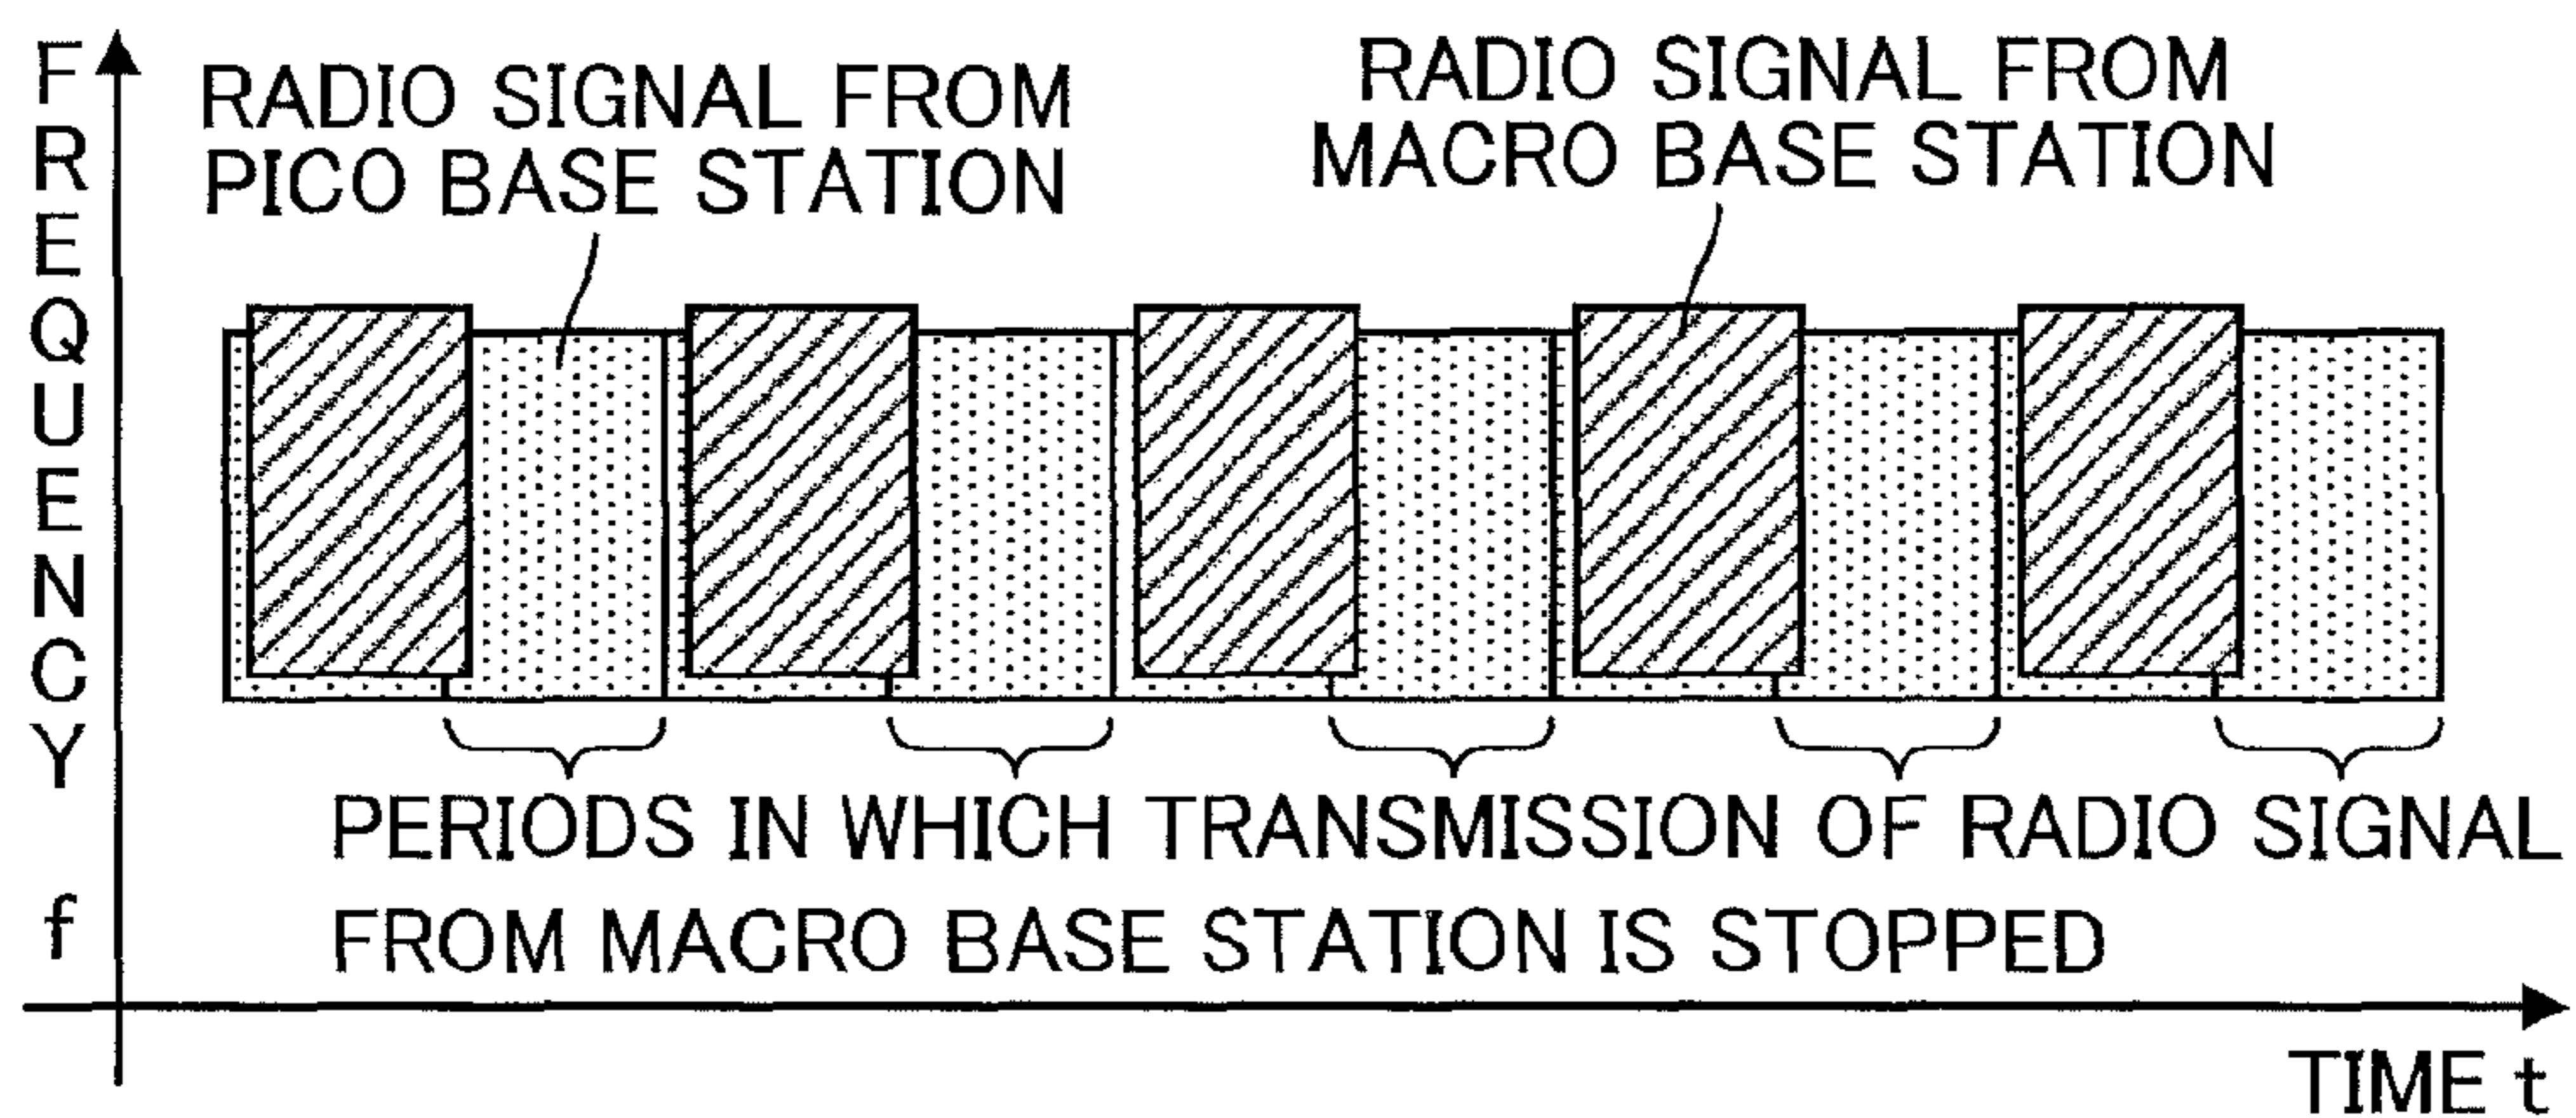 FREQUENCY f
RADIO SIGNAL FROM
PICO BASE STATION
RADIO SIGNAL FROM
MACRO BASE STATION
PERIODS IN WHICH TRANSMISSION OF RADIO SIGNAL
FROM MACRO BASE STATION IS STOPPED
TIME t